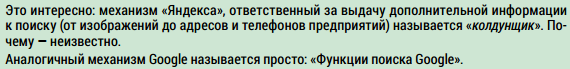 Это интересно: механизм «Яндекса», ответственный за выдачу дополнительной информации
к поиску (от изображений до адресов и телефонов предприятий) называется «колдунщик». По-
чему — неизвестно.
Аналогичный механизм Google называется просто: «Функции поиска Google».